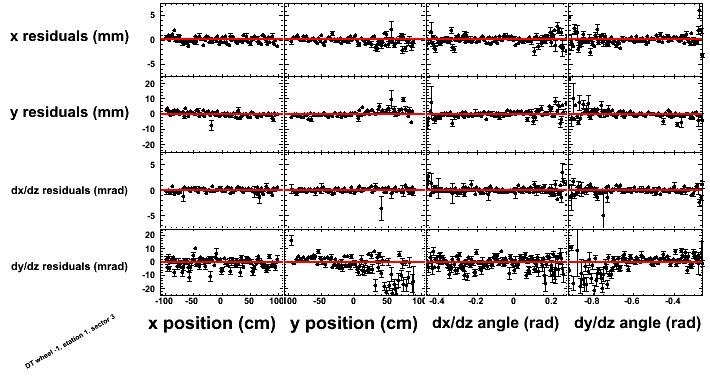 x residuals (mm)
5
0
-5
y residuals (mm)
20
10
0
-10
-20
dx/dz residuals (mrad)
5
0
-5
dy/dz residuals (mrad)
20
10
0
-10
-20
-100 -50 0 50 100 -50 0 50 100 -0.4 -0.2 0 0.2 -0.8 -0.6 -0.4
x position (cm) y position (cm) dx/dz angle (rad) dy/dz angle (rad)
DT wheel -1, station 1, sector 3